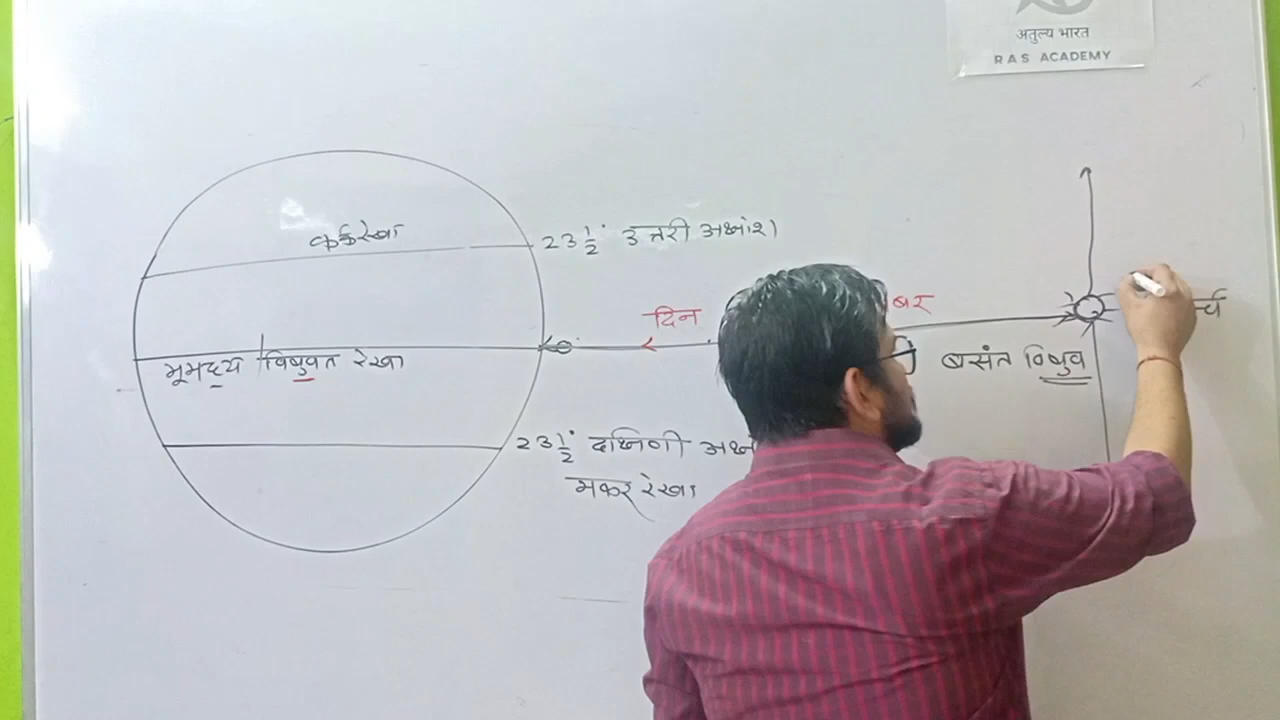 अतुल्य भारत
RAS ACADEMY
कर्करेखा
23½° उत्तरी अक्षांश
दिन
भूमध्य / विषुवत रेखा
बसंत विषुव
23½° दक्षिणी
मकर रेखा